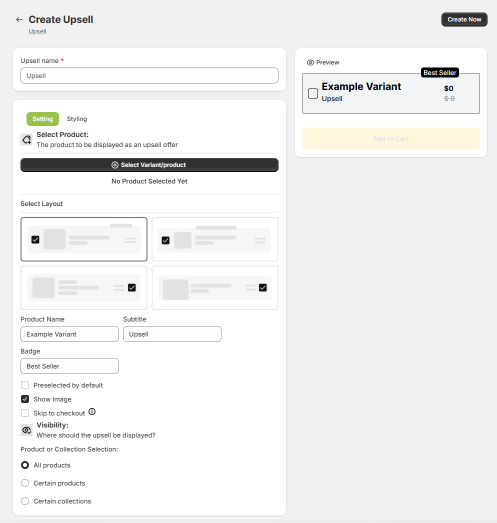 Create Upsell
Create Now
Upsell
Upsell name *
Upsell
Setting
Styling
Select Product:
The product to be displayed as an upsell offer
Select Variant/product
No Product Selected Yet
Select Layout
Product Name
Subtitle
Example Variant
Upsell
Badge
Best Seller
Preselected by default
Show Image
Skip to checkout
Visibility:
Where should the upsell be displayed?
Product or Collection Selection:
All products
Certain products
Certain collections
Preview
Best Seller
Example Variant
$0
Upsell
$ 0
Add to Cart